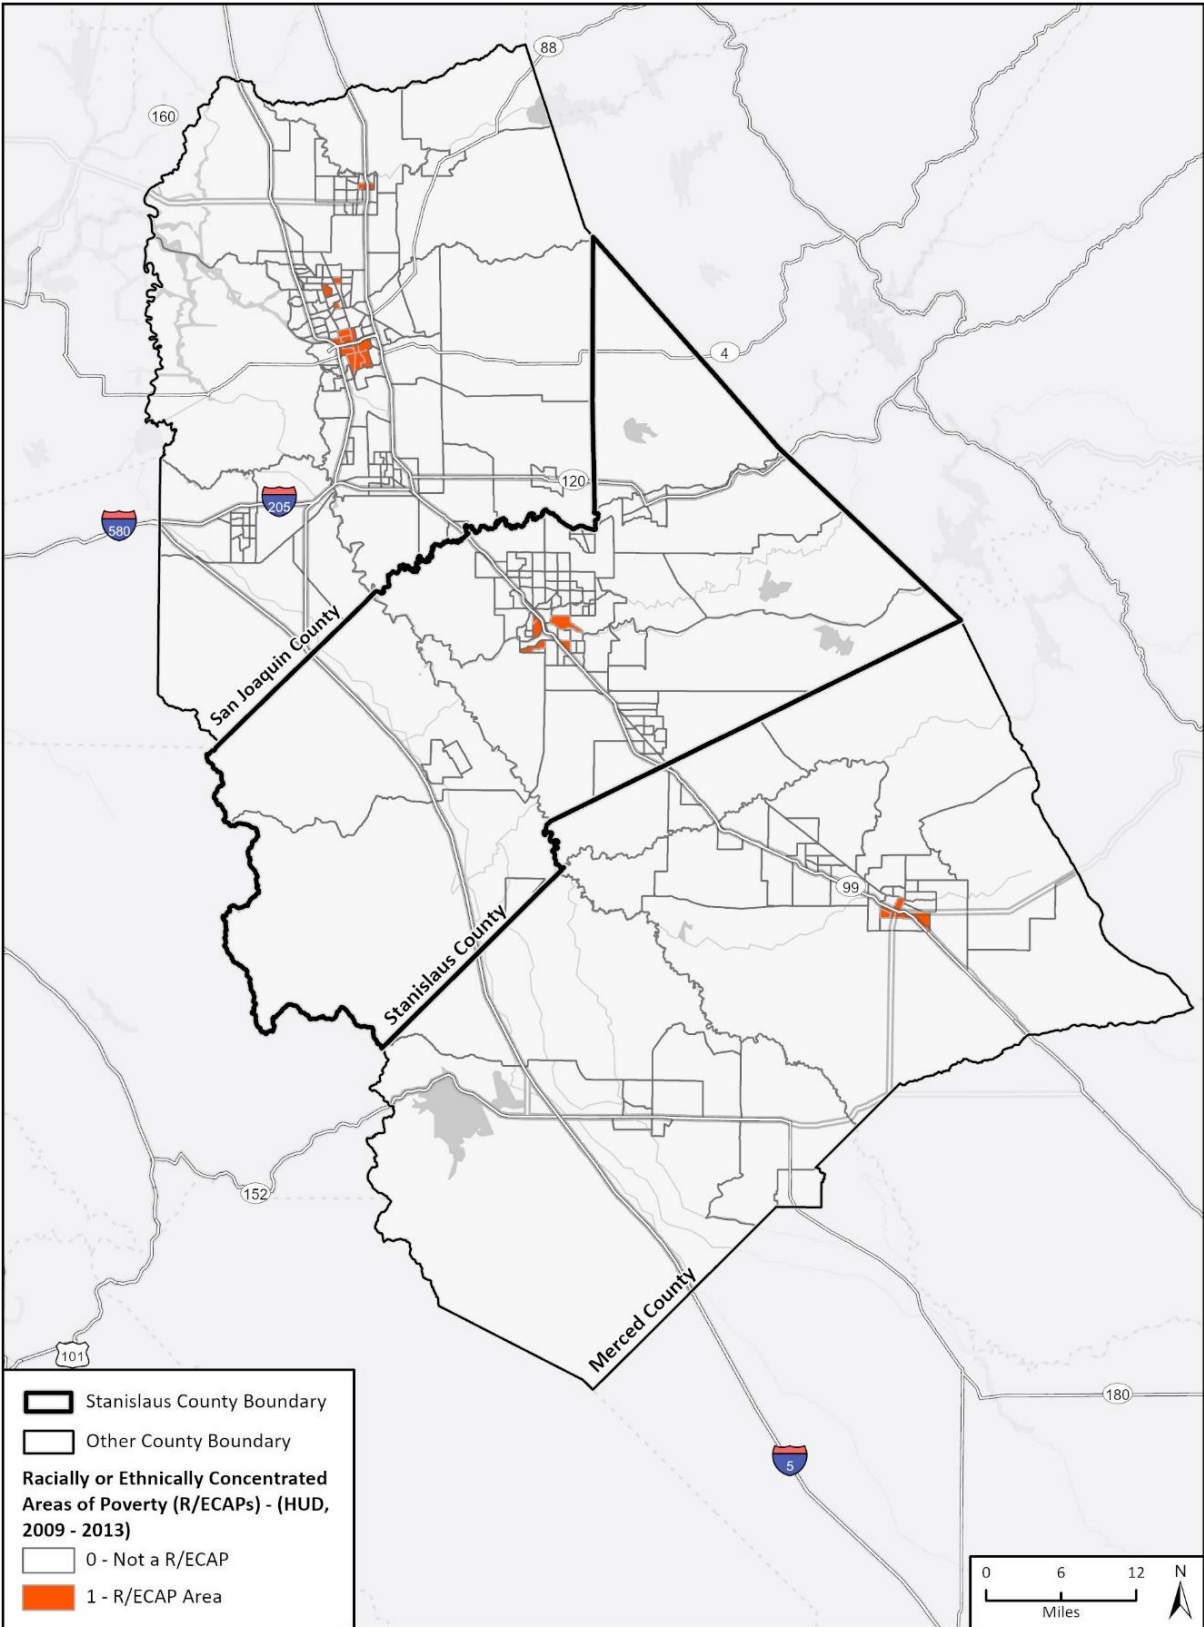 88
160
4
120
205
580
San Joaquin County
99
Stanislaus County
152
Merced County
101
180
5
Stanislaus County Boundary
Other County Boundary
Racially or Ethnically Concentrated
Areas of Poverty (R/ECAPs) - (HUD,
2009 - 2013)
0 - Not a R/ECAP
1 - R/ECAP Area
0 6 12 N
Miles